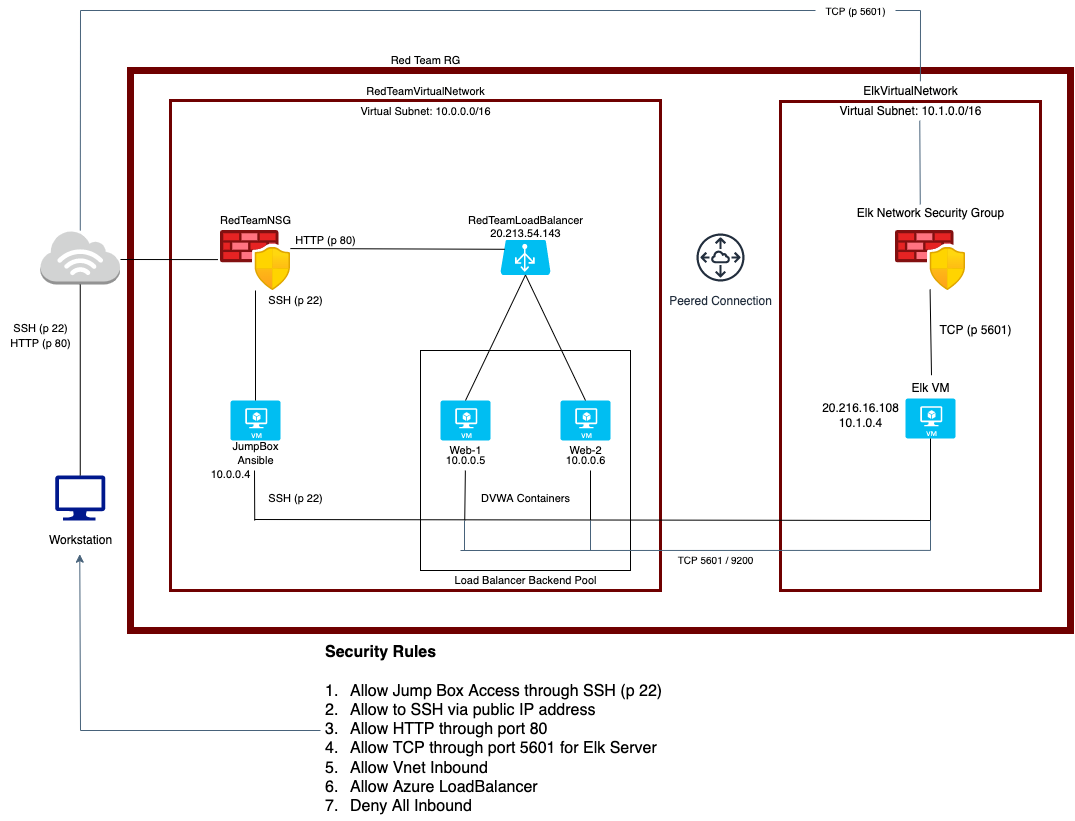 TCP (p 5601)
Red Team RG
RedTeamVirtualNetwork
Virtual Subnet: 10.0.0.0/16
ElkVirtualNetwork
Virtual Subnet: 10.1.0.0/16
RedTeamNSG
HTTP (p 80)
SSH (p 22)
RedTeamLoadBalancer
20.213.54.143
Peered Connection
Elk Network Security Group
TCP (p 5601)
SSH (p 22)
HTTP (p 80)
VM
JumpBox
Ansible
10.0.0.4
SSH (p 22)
VM
Web-1
10.0.0.5
VM
Web-2
10.0.0.6
DVWA Containers
Load Balancer Backend Pool
Elk VM
20.216.16.108
10.1.0.4
VM
TCP 5601 / 9200
Workstation
Security Rules
1. Allow Jump Box Access through SSH (p 22)
2. Allow to SSH via public IP address
3. Allow HTTP through port 80
4. Allow TCP through port 5601 for Elk Server
5. Allow Vnet Inbound
6. Allow Azure LoadBalancer
7. Deny All Inbound